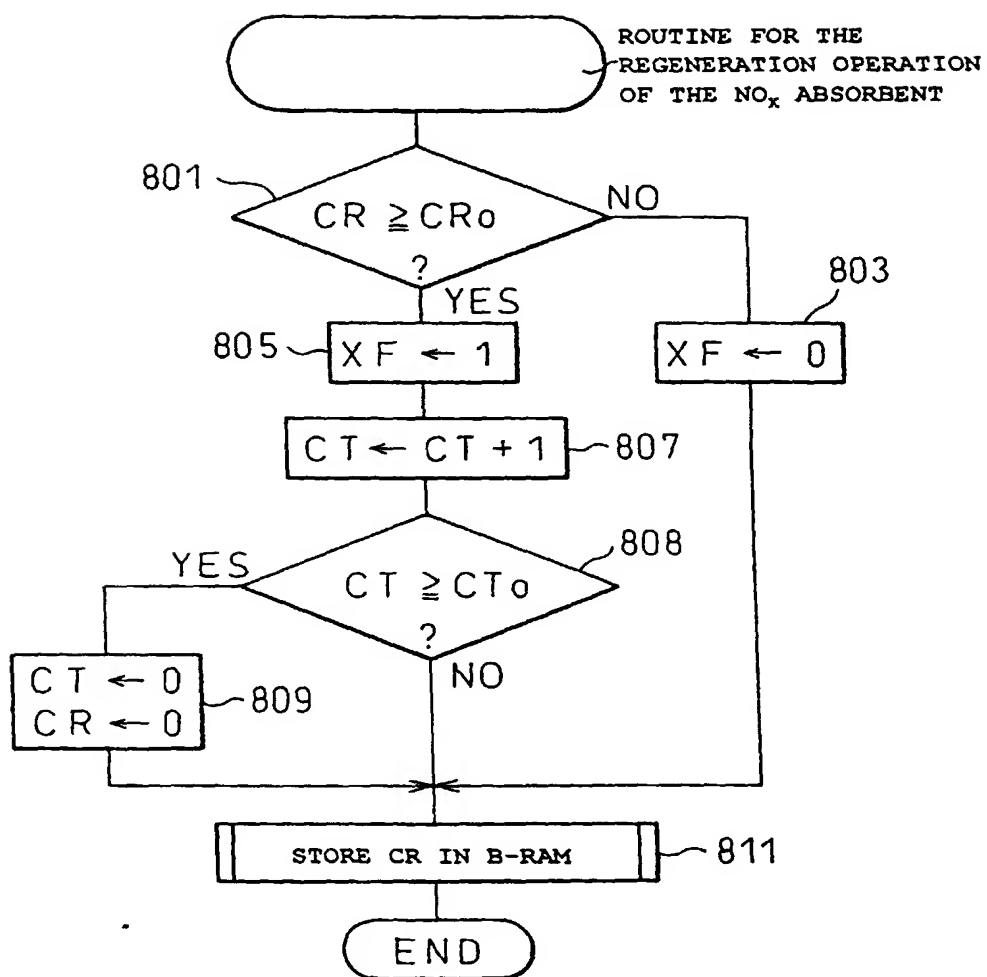 ROUTINE FOR THE
REGENERATION OPERATION
OF THE NOx ABSORBENT
801
CR ≧ CRo
?
NO
YES
803
805
XF ← 1
XF ← 0
CT ← CT + 1
807
808
YES
CT ≧ CTo
?
NO
CT ← 0
CR ← 0
809
STORE CR IN B-RAM
811
END